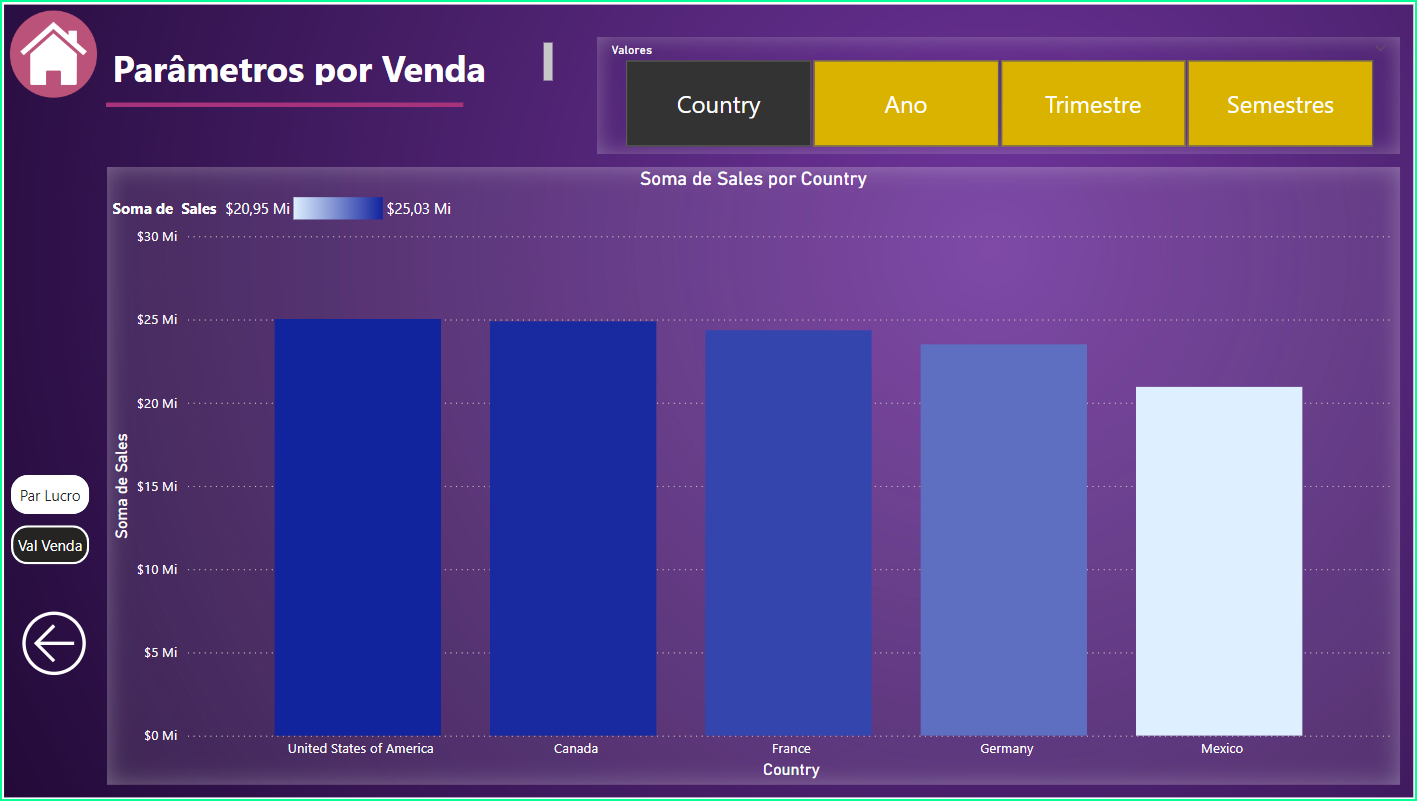 Parâmetros por Venda
Valores
Country
Ano
Trimestre
Semestres
Soma de Sales por Country
Soma de Sales $20,95 Mi $25,03 Mi
$30 Mi
$25 Mi
$20 Mi
$15 Mi
$10 Mi
$5 Mi
$0 Mi
Soma de Sales
United States of America
Canada
France
Germany
Mexico
Country
Par Lucro
Val Venda